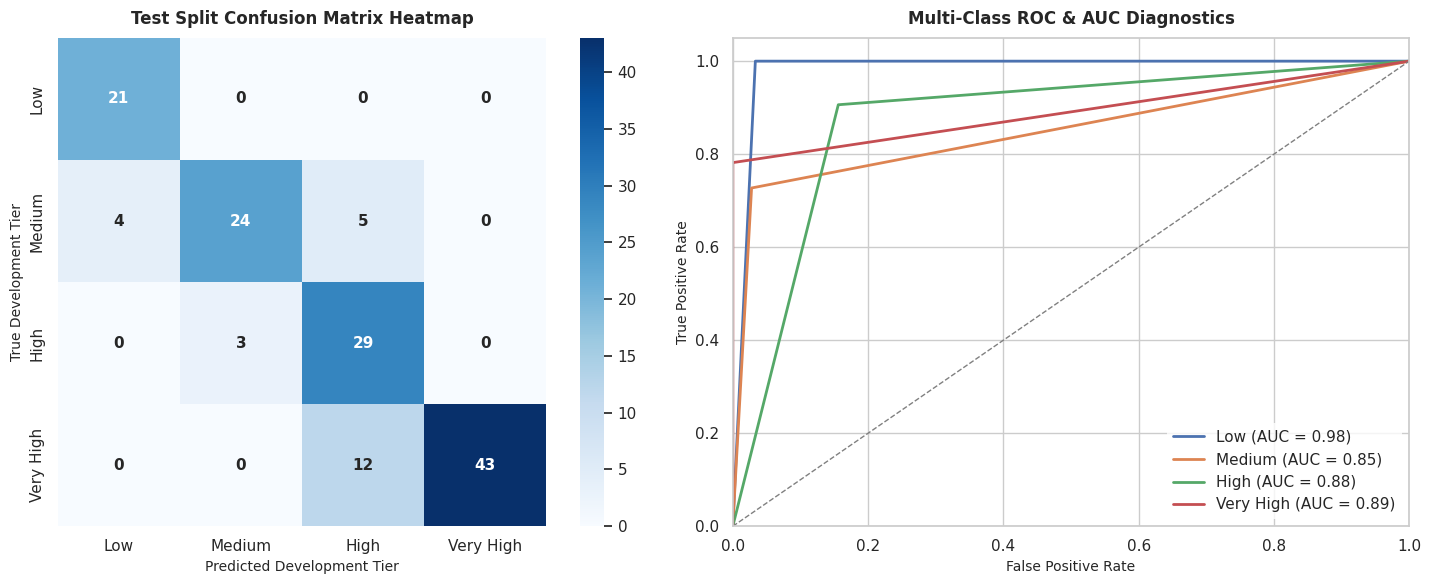 Test Split Confusion Matrix Heatmap
True Development Tier
Low
Medium
High
Very High
21 0 0 0
4 24 5 0
0 3 29 0
0 0 12 43
Low Medium High Very High
Predicted Development Tier
40
35
30
25
20
15
10
5
0
Multi-Class ROC & AUC Diagnostics
True Positive Rate
1.0
0.8
0.6
0.4
0.2
0.0
0.0 0.2 0.4 0.6 0.8 1.0
False Positive Rate
Low (AUC = 0.98)
Medium (AUC = 0.85)
High (AUC = 0.88)
Very High (AUC = 0.89)